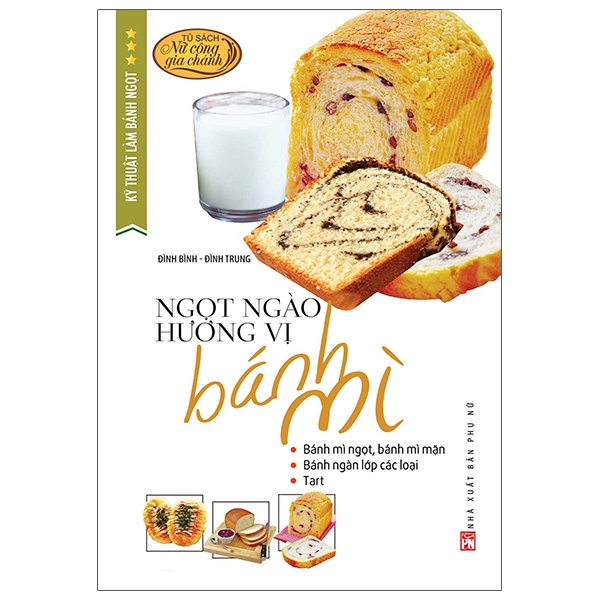 TỦ SÁCH
Nữ công
gia chánh
KỸ THUẬT LÀM BÁNH NGỌT
ĐÌNH BÌNH - ĐÌNH TRUNG
NGỌT NGÀO
HƯƠNG VỊ
bánh
mì
Bánh mì ngọt, bánh mì mặn
Bánh ngàn lớp các loại
Tart
NHÀ XUẤT BẢN PHỤ NỮ
PN